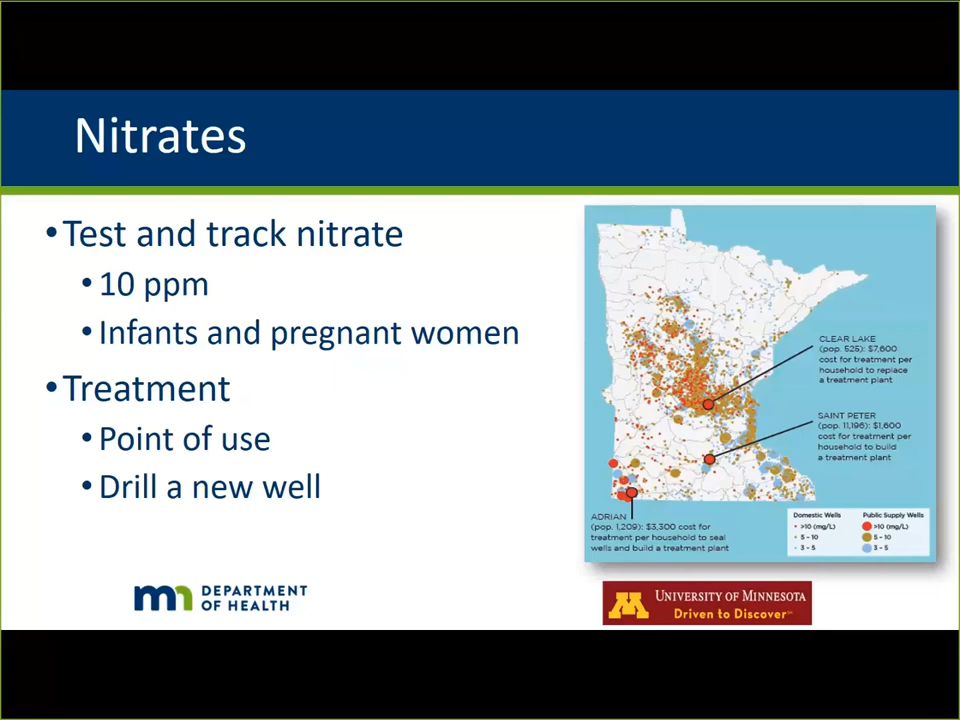 Nitrates
•Test and track nitrate
•10 ppm
•Infants and pregnant women
•Treatment
•Point of use
•Drill a new well
CLEAR LAKE
(pop. 525): $7,600
cost for treatment per
household to replace
a treatment plant
SAINT PETER
(pop. 11,196): $1,600
cost for treatment per
household to build
a treatment plant
ADRIAN
(pop. 1,209): $3,300 cost for
treatment per household to seal
wells and build a treatment plant
Domestic Wells
>10 (mg/L)
5 - 10
3 - 5
Public Supply Wells
>10 (mg/L)
5 - 10
3 - 5
mn DEPARTMENT
OF HEALTH
M UNIVERSITY OF MINNESOTA
Driven to Discover℠